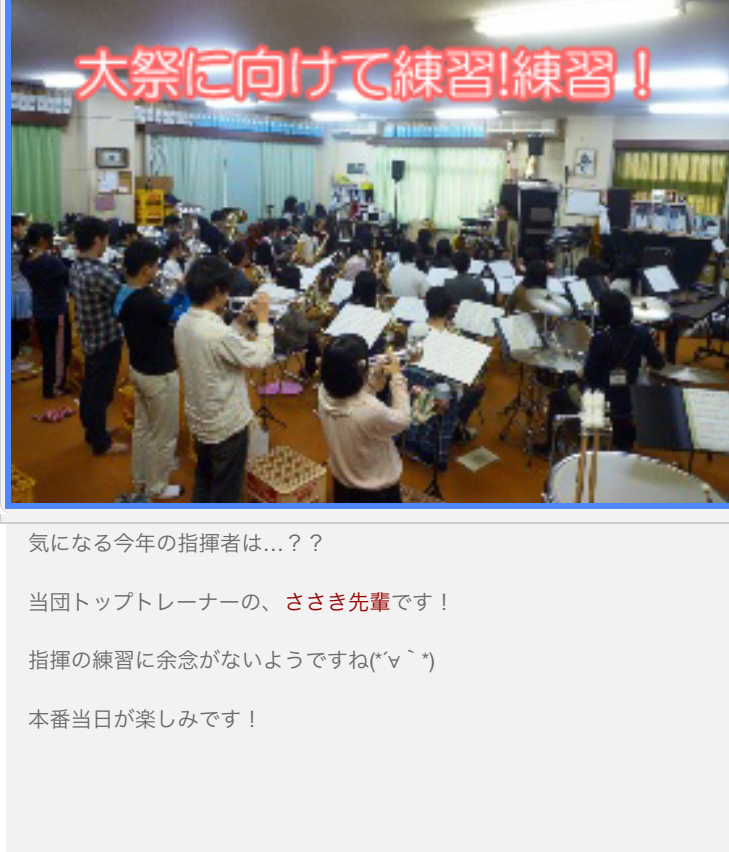 大祭に向けて練習!練習！
気になる今年の指揮者は…？？
当団トップトレーナーの、ささき先輩です！
指揮の練習に余念がないようですね(*´∀｀*)
本番当日が楽しみです！